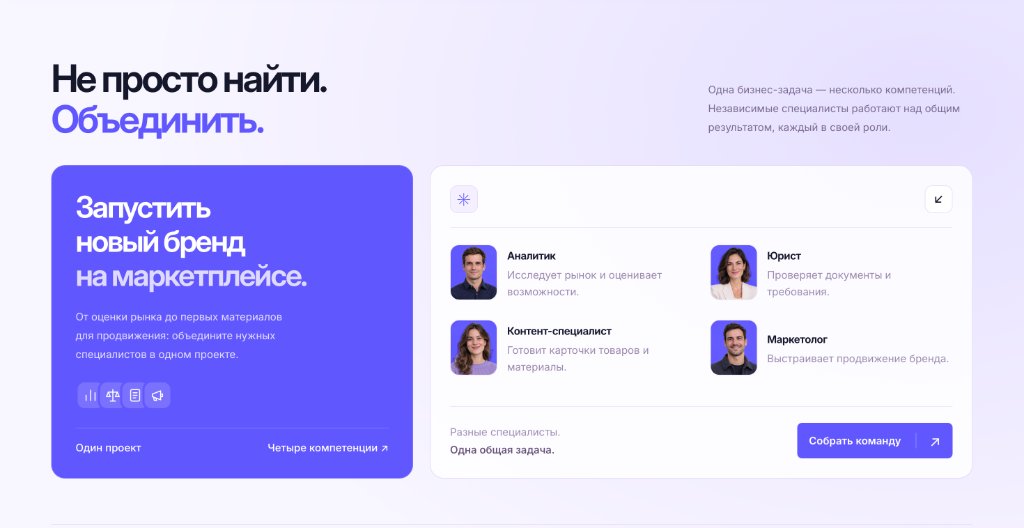 Не просто найти.
Объединить.
Одна бизнес-задача — несколько компетенций.
Независимые специалисты работают над общим
результатом, каждый в своей роли.
Запустить
новый бренд
на маркетплейсе.
От оценки рынка до первых материалов
для продвижения: объедините нужных
специалистов в одном проекте.
Один проект
Четыре компетенции ↗
Аналитик
Исследует рынок и оценивает
возможности.
Юрист
Проверяет документы и
требования.
Контент-специалист
Готовит карточки товаров и
материалы.
Маркетолог
Выстраивает продвижение бренда.
Разные специалисты.
Одна общая задача.
Собрать команду ↗